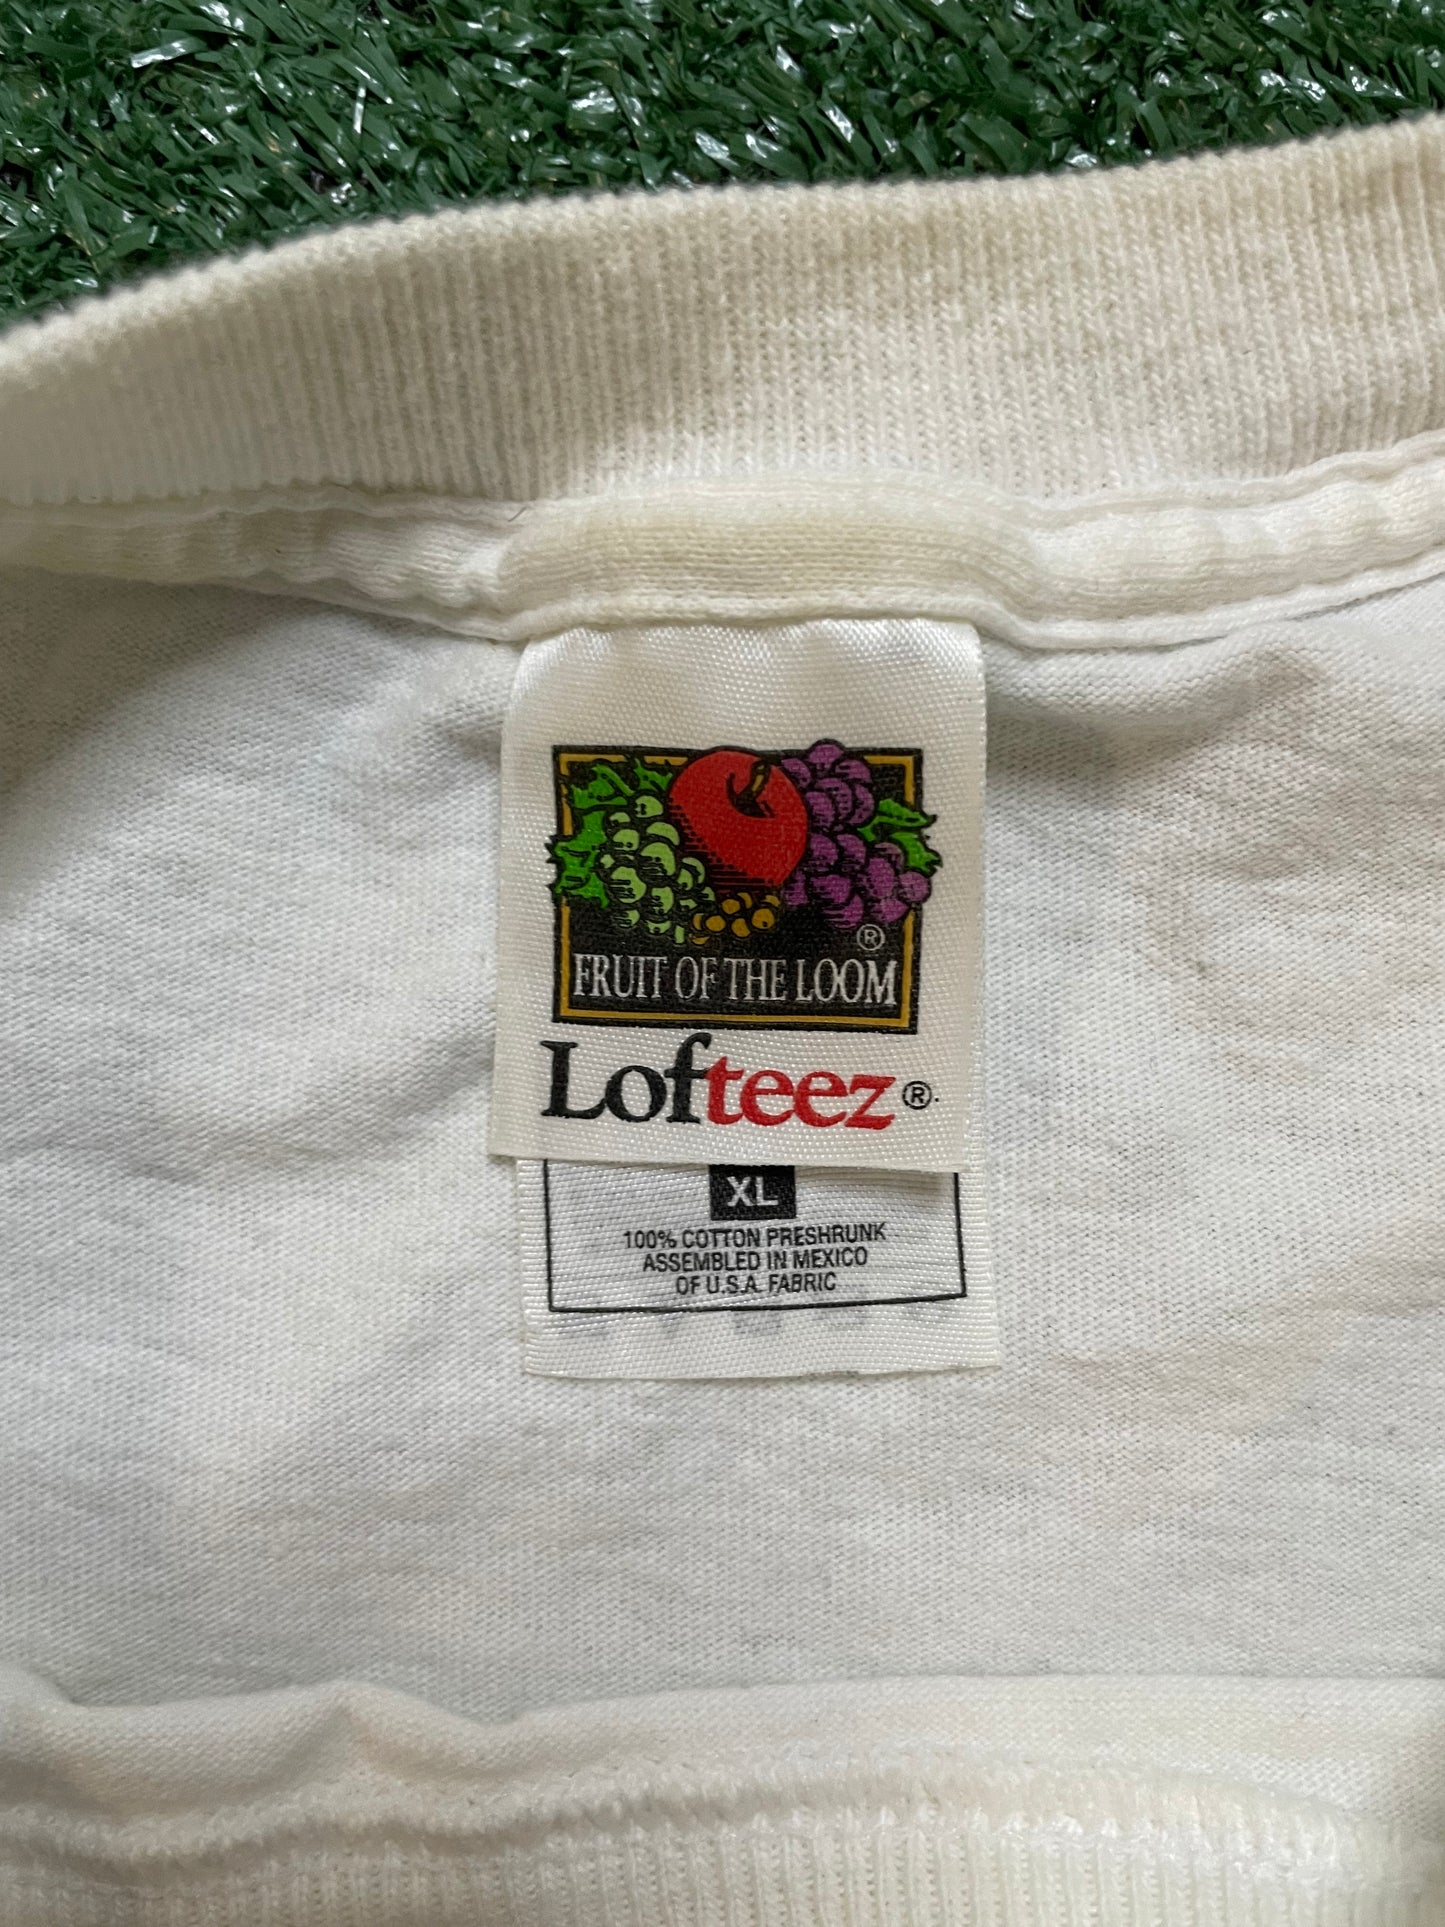 ®
FRUIT OF THE LOOM
Lofteez®.
XL
100% COTTON PRESHRUNK
ASSEMBLED IN MEXICO
OF U.S.A. FABRIC